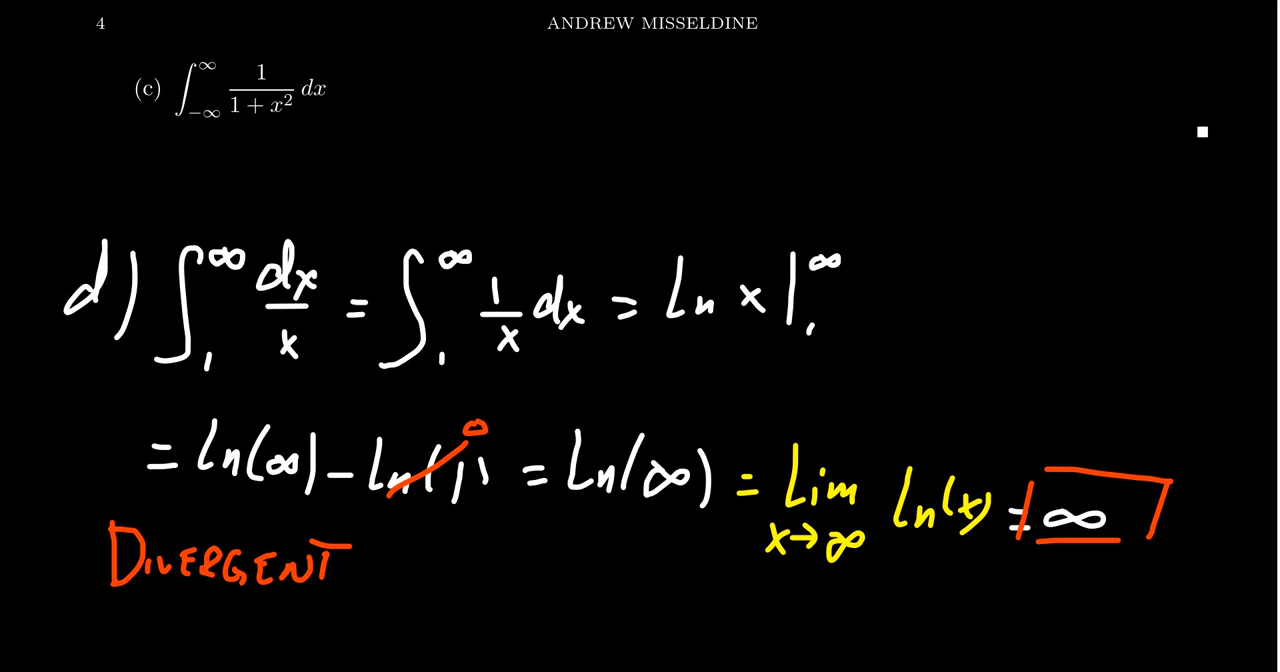 4 ANDREW MISSELDINE
(c) ∫_{-∞}^{∞} 1/(1 + x²) dx
d) ∫_1^∞ dx/x = ∫_1^∞ 1/x dx = ln x |_1^∞
= ln(∞) - ln(1) 0 = ln(∞) = lim_{x→∞} ln(x) = ∞
DIVERGENT